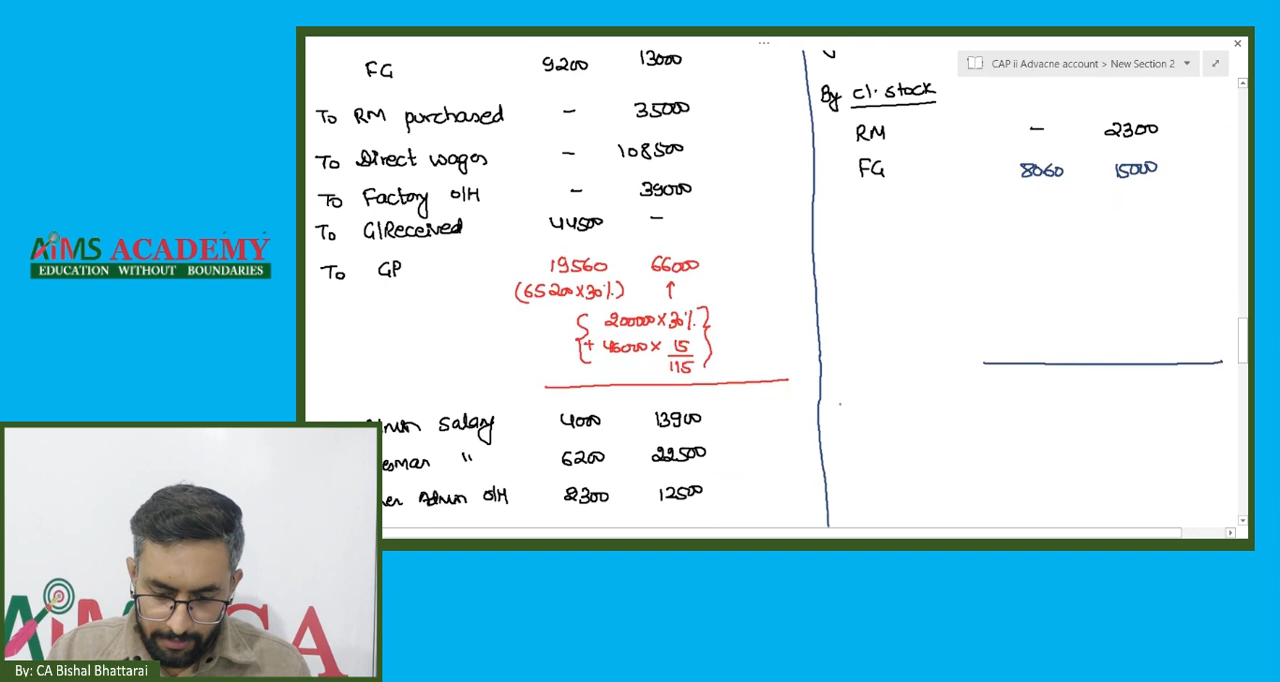 FG 9200 13000
To RM purchased - 35000
To Direct wages - 108500
To Factory O/H - 39000
To G/Received 44500 -
To GP 19560 66000
(65200 x 30%) ↑
{ 200000 x 30%
+ 46000 x 15/115 }
Salary 4000 13900
" 6200 22500
Admn O/H 2300 12500
CAP ii Advacne account > New Section 2
By Cl. Stock
RM - 2300
FG 8060 15000
AIMS ACADEMY
EDUCATION WITHOUT BOUNDARIES
By: CA Bishal Bhattarai